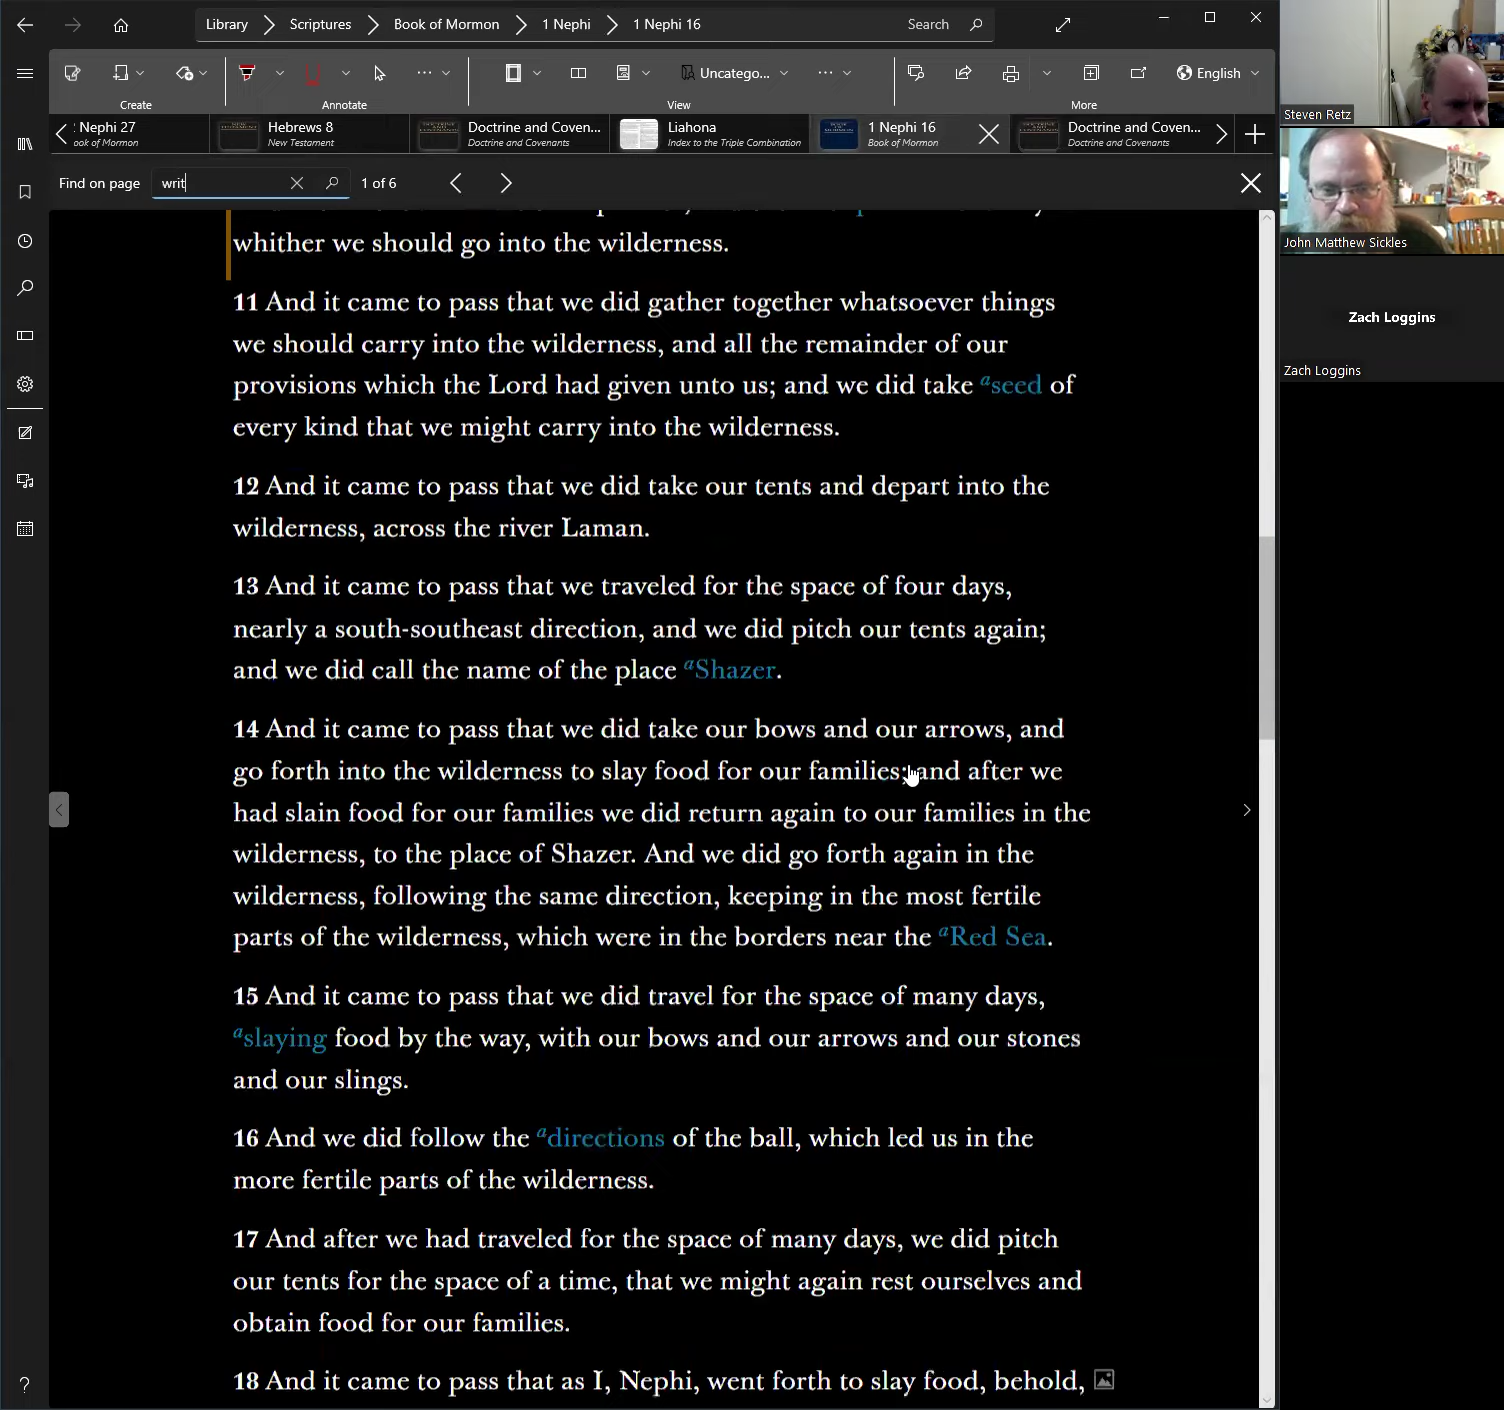 Library Scriptures Book of Mormon 1 Nephi 1 Nephi 16 Search
Uncatego... English
Create Annotate View More
Nephi 27
ook of Mormon
Hebrews 8
New Testament
Doctrine and Coven...
Doctrine and Covenants
Liahona
Index to the Triple Combination
1 Nephi 16
Book of Mormon
Doctrine and Coven...
Doctrine and Covenants
Find on page writ 1 of 6
whither we should go into the wilderness.
11 And it came to pass that we did gather together whatsoever things
we should carry into the wilderness, and all the remainder of our
provisions which the Lord had given unto us; and we did take a seed of
every kind that we might carry into the wilderness.
12 And it came to pass that we did take our tents and depart into the
wilderness, across the river Laman.
13 And it came to pass that we traveled for the space of four days,
nearly a south-southeast direction, and we did pitch our tents again;
and we did call the name of the place a Shazer.
14 And it came to pass that we did take our bows and our arrows, and
go forth into the wilderness to slay food for our families; and after we
had slain food for our families we did return again to our families in the
wilderness, to the place of Shazer. And we did go forth again in the
wilderness, following the same direction, keeping in the most fertile
parts of the wilderness, which were in the borders near the a Red Sea.
15 And it came to pass that we did travel for the space of many days,
a slaying food by the way, with our bows and our arrows and our stones
and our slings.
16 And we did follow the a directions of the ball, which led us in the
more fertile parts of the wilderness.
17 And after we had traveled for the space of many days, we did pitch
our tents for the space of a time, that we might again rest ourselves and
obtain food for our families.
18 And it came to pass that as I, Nephi, went forth to slay food, behold,
Steven Retz
John Matthew Sickles
Zach Loggins
Zach Loggins